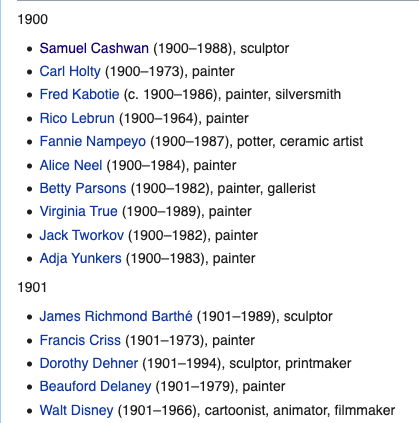 1900
Samuel Cashwan (1900–1988), sculptor
Carl Holty (1900–1973), painter
Fred Kabotie (c. 1900–1986), painter, silversmith
Rico Lebrun (1900–1964), painter
Fannie Nampeyo (1900–1987), potter, ceramic artist
Alice Neel (1900–1984), painter
Betty Parsons (1900–1982), painter, gallerist
Virginia True (1900–1989), painter
Jack Tworkov (1900–1982), painter
Adja Yunkers (1900–1983), painter
1901
James Richmond Barthé (1901–1989), sculptor
Francis Criss (1901–1973), painter
Dorothy Dehner (1901–1994), sculptor, printmaker
Beauford Delaney (1901–1979), painter
Walt Disney (1901–1966), cartoonist, animator, filmmaker